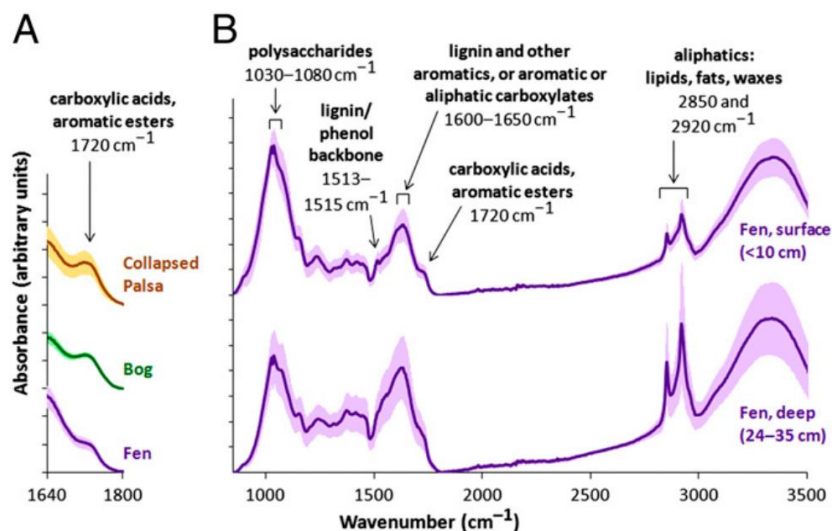 A
B
Absorbance (arbitrary units)
carboxylic acids,
aromatic esters
1720 cm⁻¹
Collapsed
Palsa
Bog
Fen
1640
1800
polysaccharides
1030–1080 cm⁻¹
lignin/
phenol
backbone
1513–
1515 cm⁻¹
lignin and other
aromatics, or aromatic or
aliphatic carboxylates
1600–1650 cm⁻¹
carboxylic acids,
aromatic esters
1720 cm⁻¹
aliphatics:
lipids, fats, waxes
2850 and
2920 cm⁻¹
Fen, surface
(<10 cm)
Fen, deep
(24–35 cm)
1000
1500
2000
2500
3000
3500
Wavenumber (cm⁻¹)